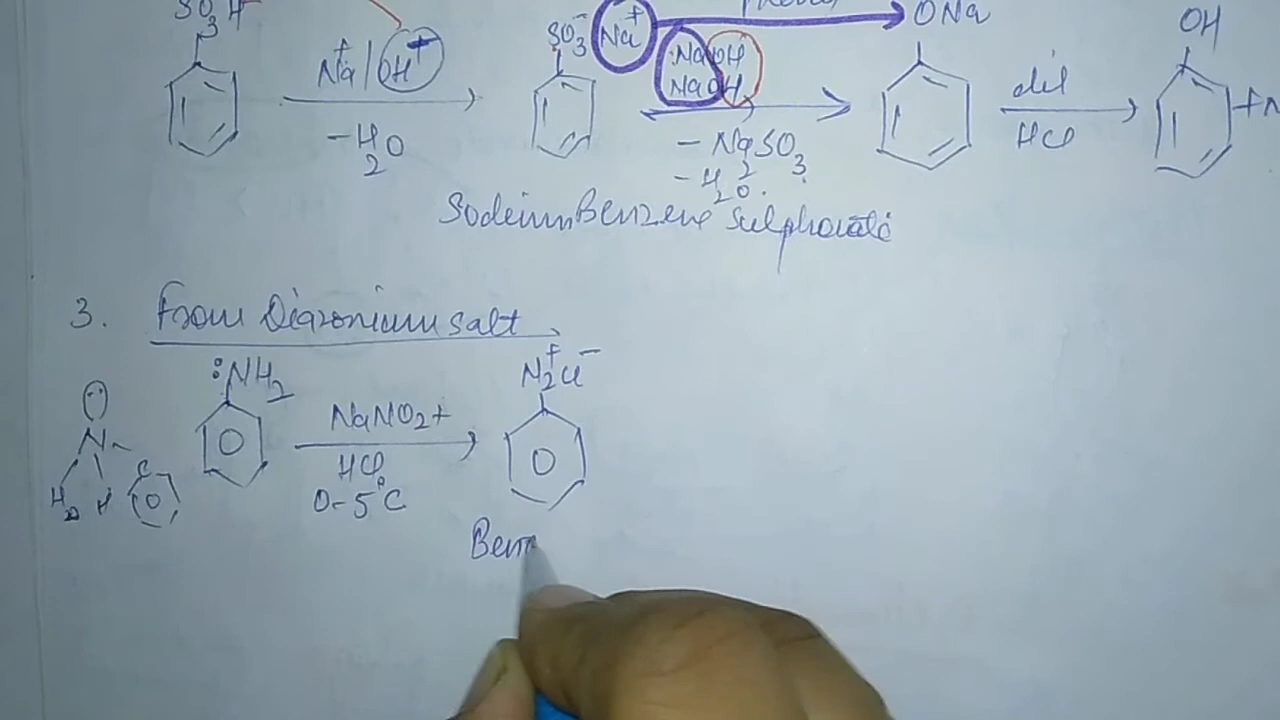 SO3H
SO3- Na+
ONa
OH
Na+/OH+
NaOH
NaOH
dil
HCl
-H2O
- Na2SO3
- H2O.
Sodium Benzene Sulphonate
3. From Diazonium salt
:NH2
N2+Cl-
NaNO2+
HCl
0-5°C
N
H
H
Ben